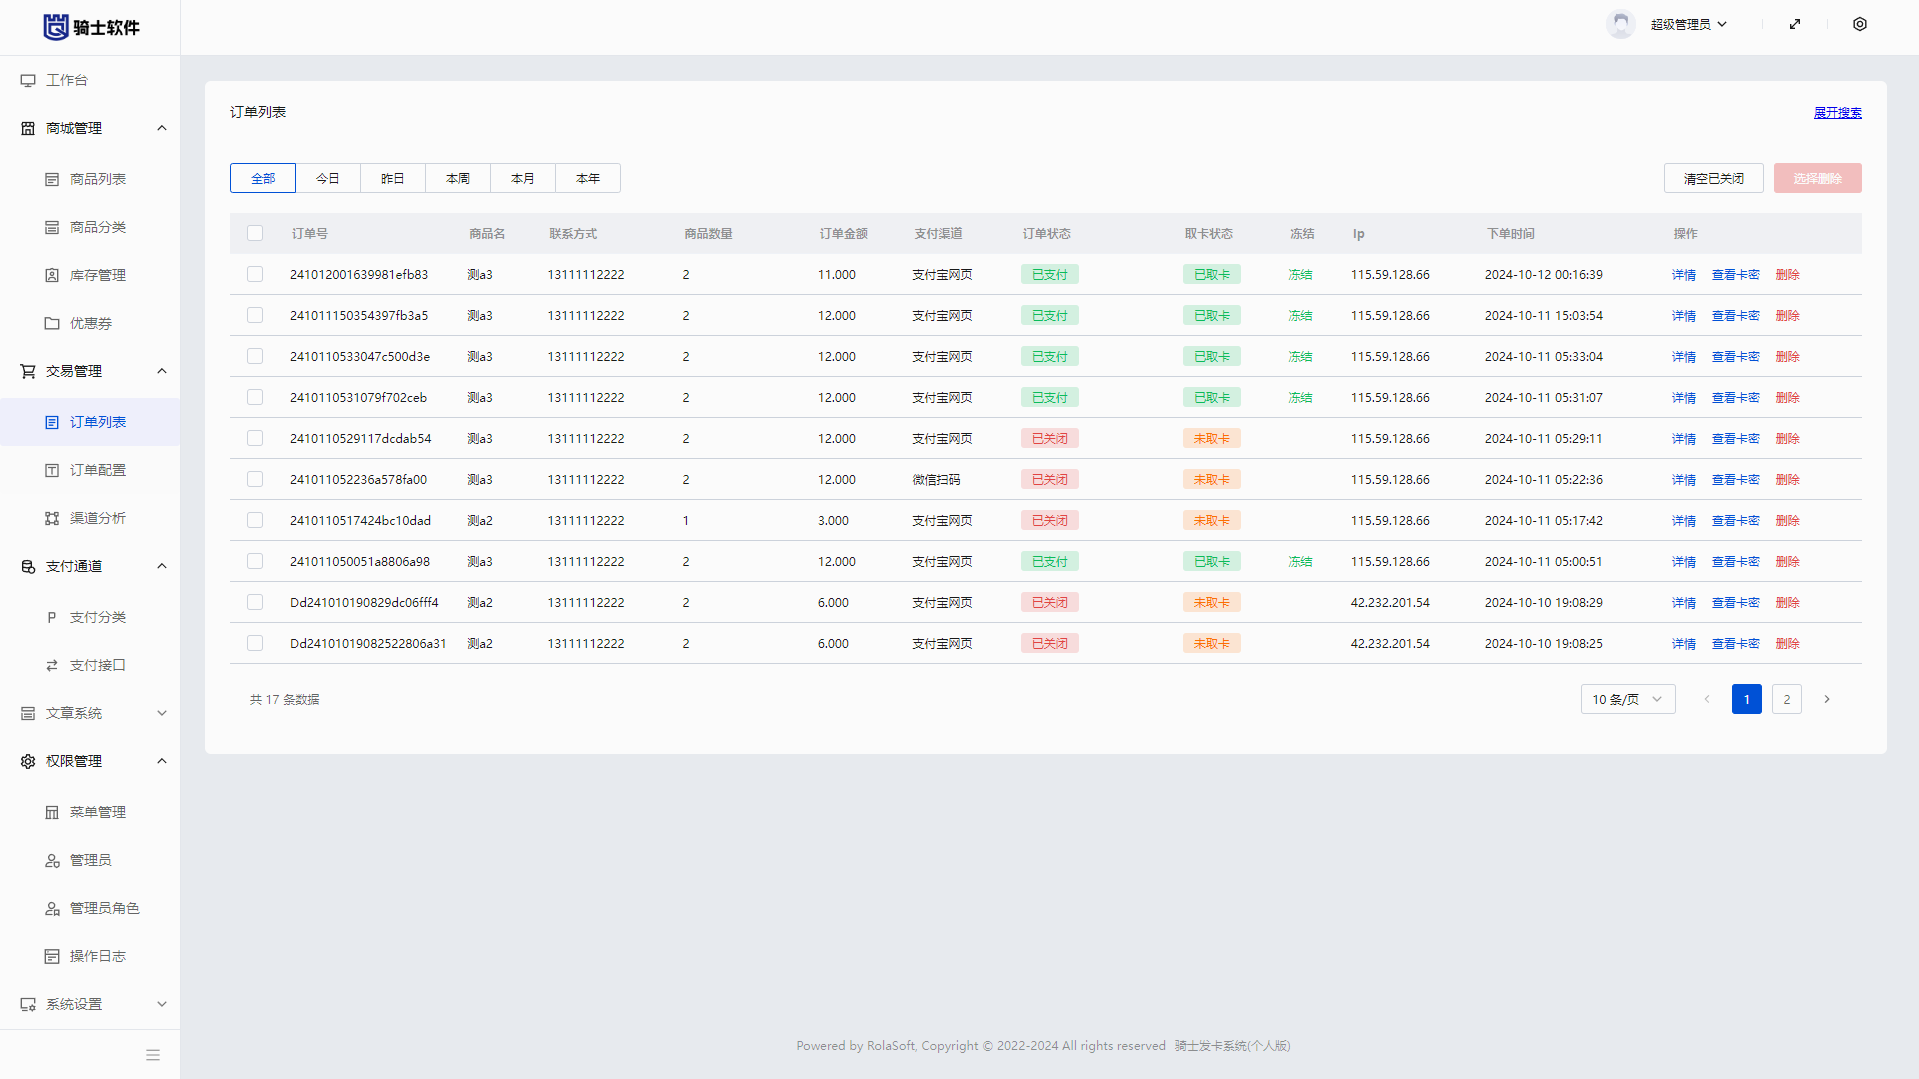 骑士软件
超级管理员
工作台
商城管理
商品列表
商品分类
库存管理
优惠券
交易管理
订单列表
订单配置
渠道分析
支付通道
P 支付分类
支付接口
文章系统
权限管理
菜单管理
管理员
管理员角色
操作日志
系统设置
订单列表 展开搜索
全部 今日 昨日 本周 本月 本年 清空已关闭 选择删除
订单号 商品名 联系方式 商品数量 订单金额 支付渠道 订单状态 取卡状态 冻结 Ip 下单时间 操作
241012001639981efb83 测a3 13111112222 2 11.000 支付宝网页 已支付 已取卡 冻结 115.59.128.66 2024-10-12 00:16:39 详情 查看卡密 删除
241011150354397fb3a5 测a3 13111112222 2 12.000 支付宝网页 已支付 已取卡 冻结 115.59.128.66 2024-10-11 15:03:54 详情 查看卡密 删除
2410110533047c500d3e 测a3 13111112222 2 12.000 支付宝网页 已支付 已取卡 冻结 115.59.128.66 2024-10-11 05:33:04 详情 查看卡密 删除
2410110531079f702ceb 测a3 13111112222 2 12.000 支付宝网页 已支付 已取卡 冻结 115.59.128.66 2024-10-11 05:31:07 详情 查看卡密 删除
2410110529117dcdab54 测a3 13111112222 2 12.000 支付宝网页 已关闭 未取卡 115.59.128.66 2024-10-11 05:29:11 详情 查看卡密 删除
241011052236a578fa00 测a3 13111112222 2 12.000 微信扫码 已关闭 未取卡 115.59.128.66 2024-10-11 05:22:36 详情 查看卡密 删除
2410110517424bc10dad 测a2 13111112222 1 3.000 支付宝网页 已关闭 未取卡 115.59.128.66 2024-10-11 05:17:42 详情 查看卡密 删除
241011050051a8806a98 测a3 13111112222 2 12.000 支付宝网页 已支付 已取卡 冻结 115.59.128.66 2024-10-11 05:00:51 详情 查看卡密 删除
Dd241010190829dc06fff4 测a2 13111112222 2 6.000 支付宝网页 已关闭 未取卡 42.232.201.54 2024-10-10 19:08:29 详情 查看卡密 删除
Dd24101019082522806a31 测a2 13111112222 2 6.000 支付宝网页 已关闭 未取卡 42.232.201.54 2024-10-10 19:08:25 详情 查看卡密 删除
共 17 条数据 10 条/页 1 2
Powered by RolaSoft, Copyright © 2022-2024 All rights reserved 骑士发卡系统(个人版)